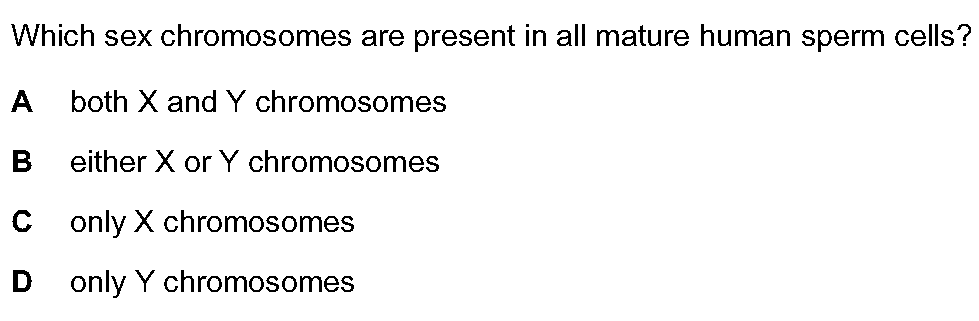 Which sex chromosomes are present in all mature human sperm cells?
A both X and Y chromosomes
B either X or Y chromosomes
C only X chromosomes
D only Y chromosomes